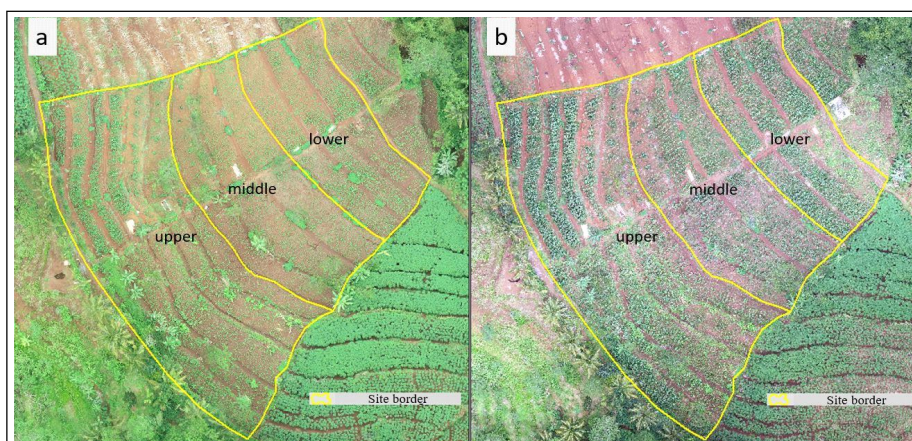 a
lower
middle
upper
Site border
b
lower
middle
upper
Site border